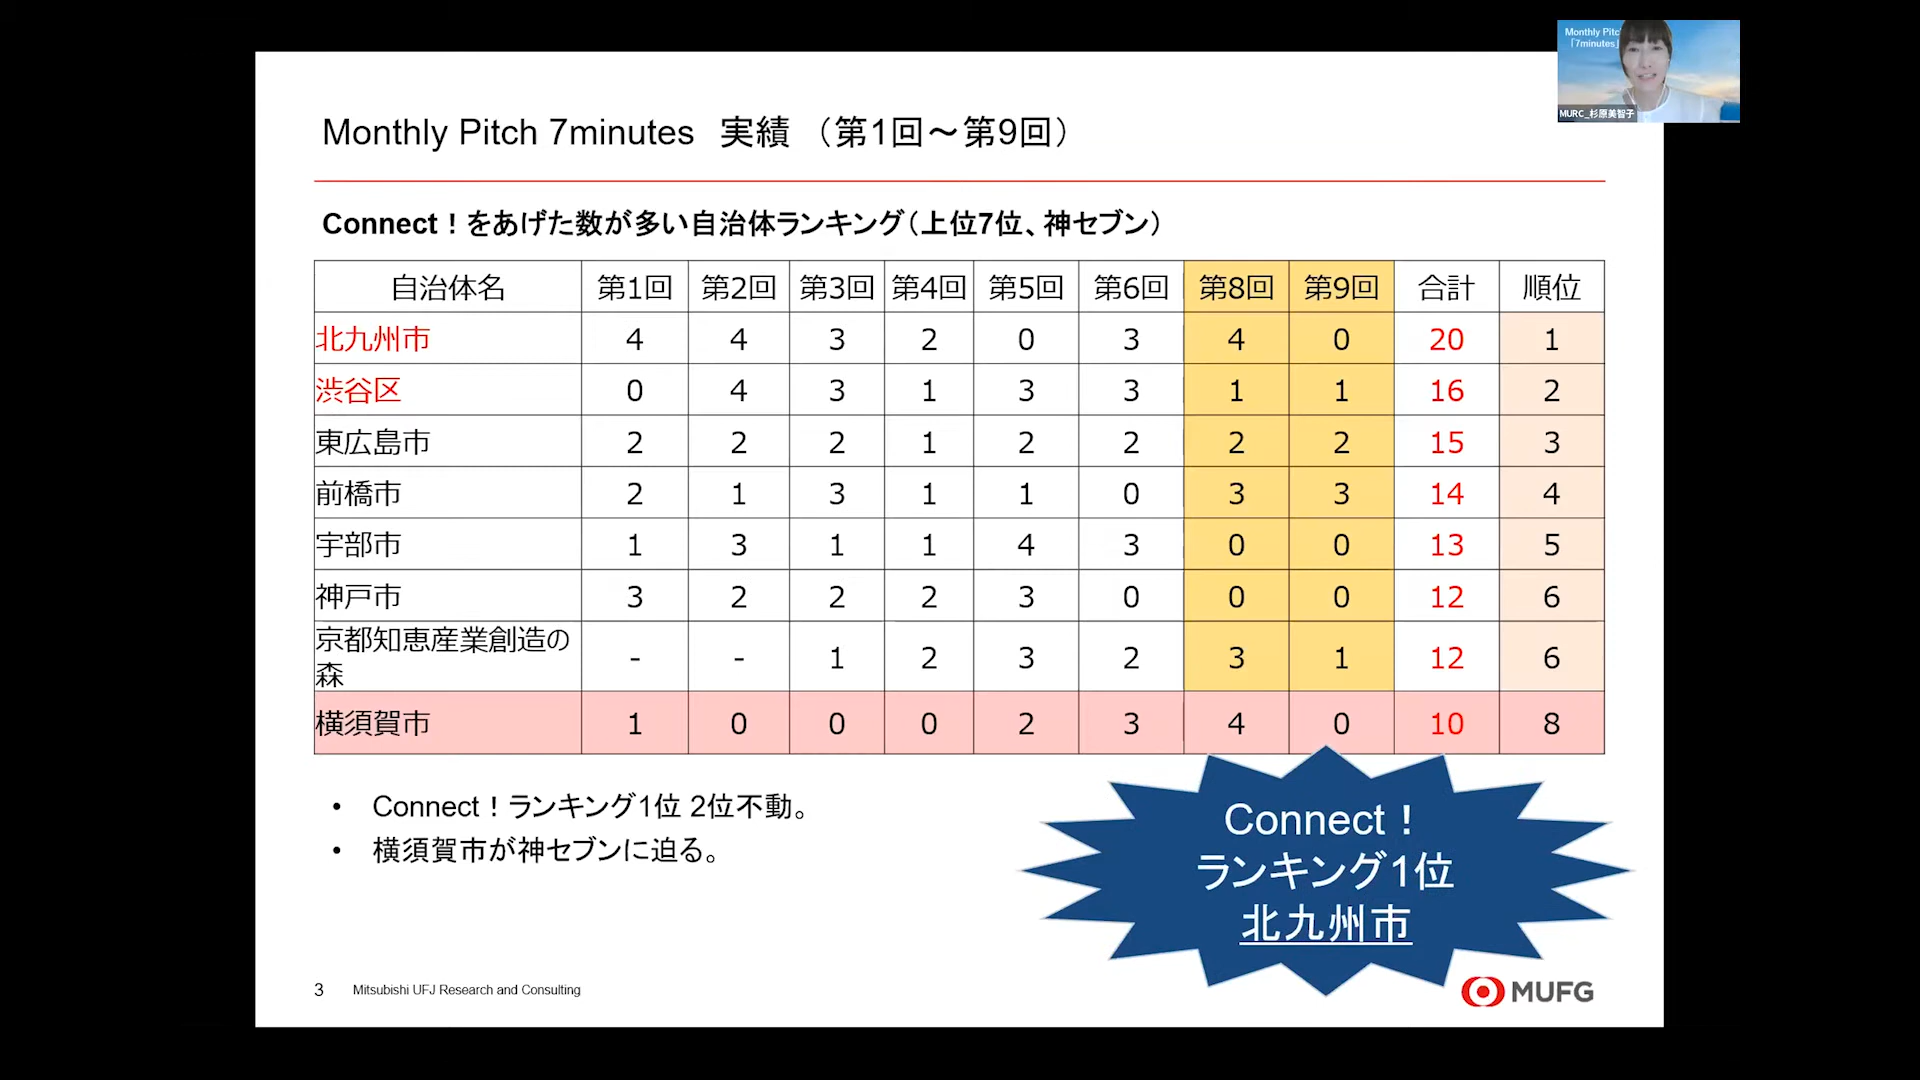 Monthly Pitc
「7minutes」
MURC_杉原美智子
Monthly Pitch 7minutes 実績 （第1回～第9回）
Connect！をあげた数が多い自治体ランキング（上位7位、神セブン）
自治体名 第1回 第2回 第3回 第4回 第5回 第6回 第8回 第9回 合計 順位
北九州市 4 4 3 2 0 3 4 0 20 1
渋谷区 0 4 3 1 3 3 1 1 16 2
東広島市 2 2 2 1 2 2 2 2 15 3
前橋市 2 1 3 1 1 0 3 3 14 4
宇部市 1 3 1 1 4 3 0 0 13 5
神戸市 3 2 2 2 3 0 0 0 12 6
京都知恵産業創造の
森 - - 1 2 3 2 3 1 12 6
横須賀市 1 0 0 0 2 3 4 0 10 8
• Connect！ランキング1位 2位不動。
• 横須賀市が神セブンに迫る。
Connect！
ランキング1位
北九州市
3 Mitsubishi UFJ Research and Consulting
MUFG